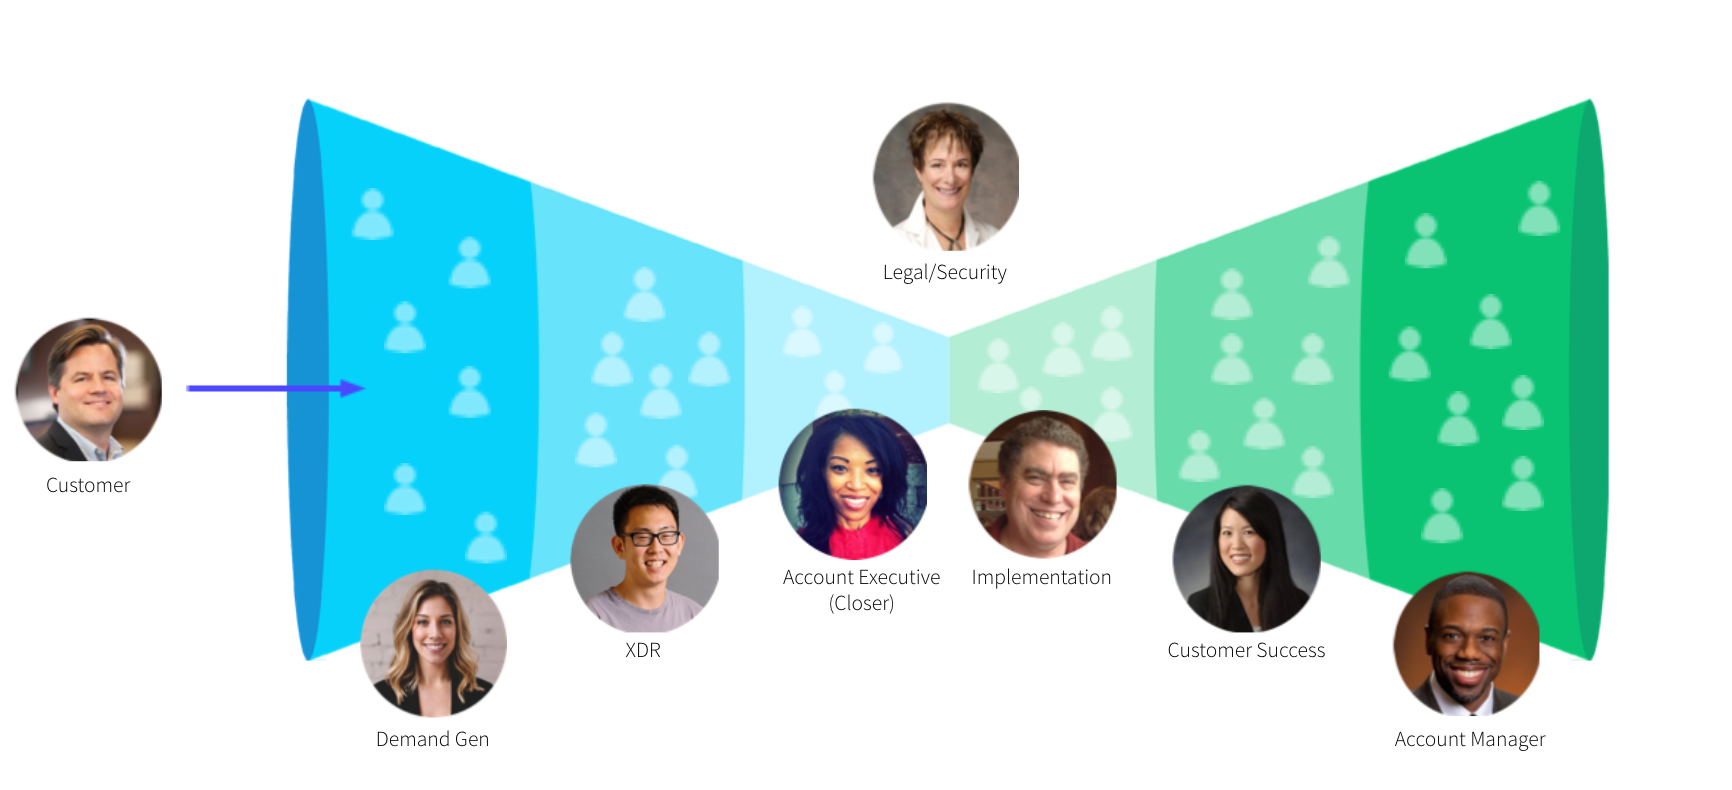 Legal/Security
Customer
Account Executive
(Closer)
Implementation
XDR
Customer Success
Demand Gen
Account Manager